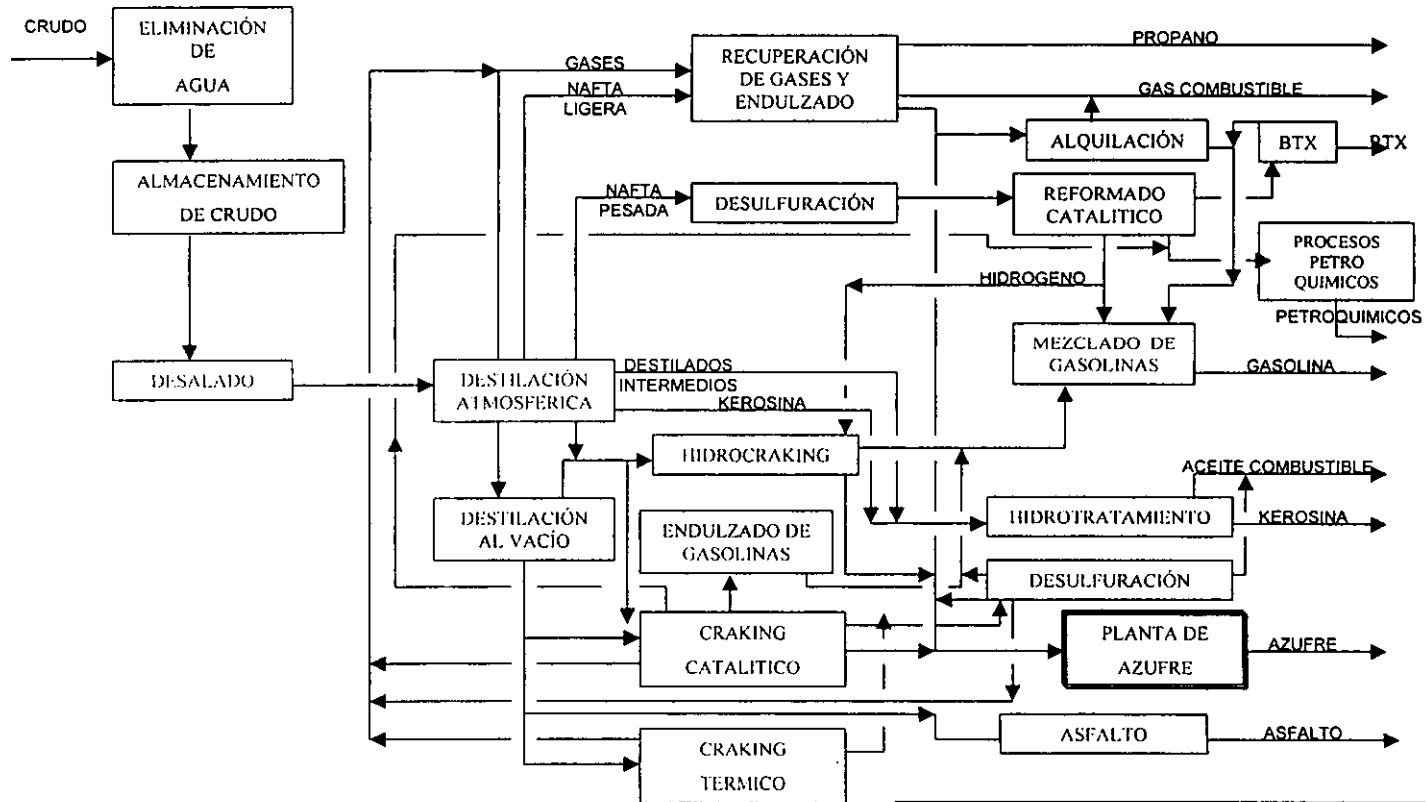 CRUDO
ELIMINACIÓN
DE
AGUA
ALMACENAMIENTO
DE CRUDO
DESALADO
GASES
NAFTA
LIGERA
RECUPERACIÓN
DE GASES Y
ENDULZADO
PROPANO
GAS COMBUSTIBLE
ALQUILACIÓN
BTX
BTX
NAFTA
PESADA
DESULFURACIÓN
REFORMADO
CATALITICO
PROCESOS
PETRO
QUIMICOS
PETROQUIMICOS
HIDROGENO
MEZCLADO DE
GASOLINAS
GASOLINA
DESTILACIÓN
ATMOSFERICA
DESTILADOS
INTERMEDIOS
KEROSINA
HIDROCRAKING
ACEITE COMBUSTIBLE
DESTILACIÓN
AL VACÍO
ENDULZADO DE
GASOLINAS
HIDROTRATAMIENTO
KEROSINA
DESULFURACIÓN
CRAKING
CATALITICO
PLANTA DE
AZUFRE
AZUFRE
ASFALTO
ASFALTO
CRAKING
TERMICO